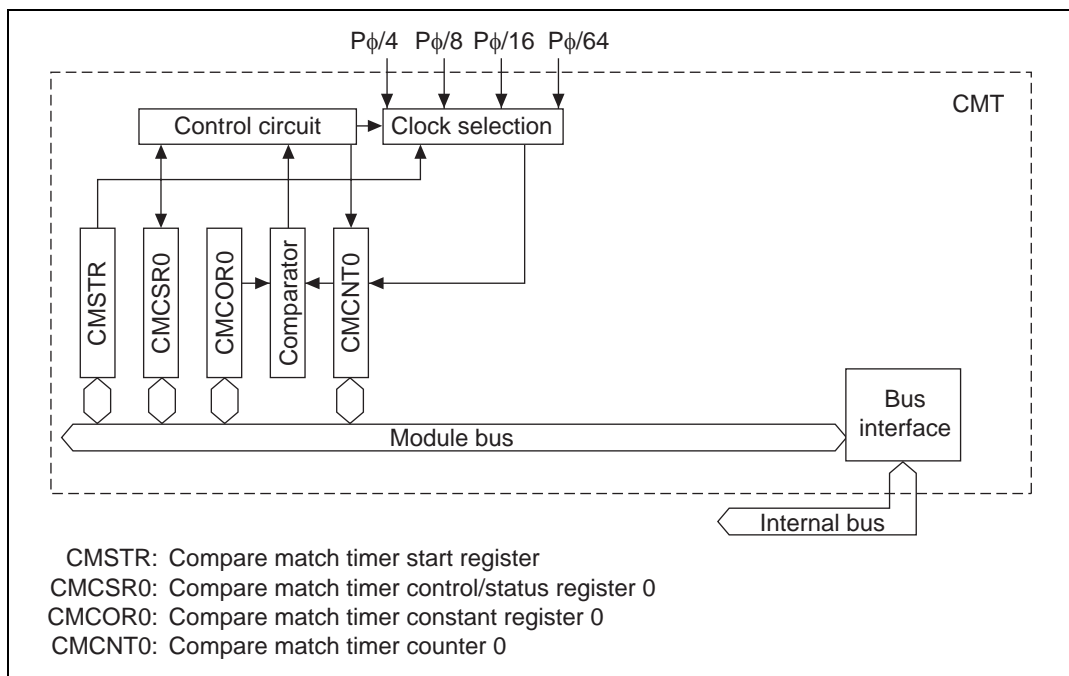 Pϕ/4 Pϕ/8 Pϕ/16 Pϕ/64
CMT
Control circuit
Clock selection
CMSTR
CMCSR0
CMCOR0
Comparator
CMCNT0
Bus
interface
Module bus
Internal bus
CMSTR: Compare match timer start register
CMCSR0: Compare match timer control/status register 0
CMCOR0: Compare match timer constant register 0
CMCNT0: Compare match timer counter 0